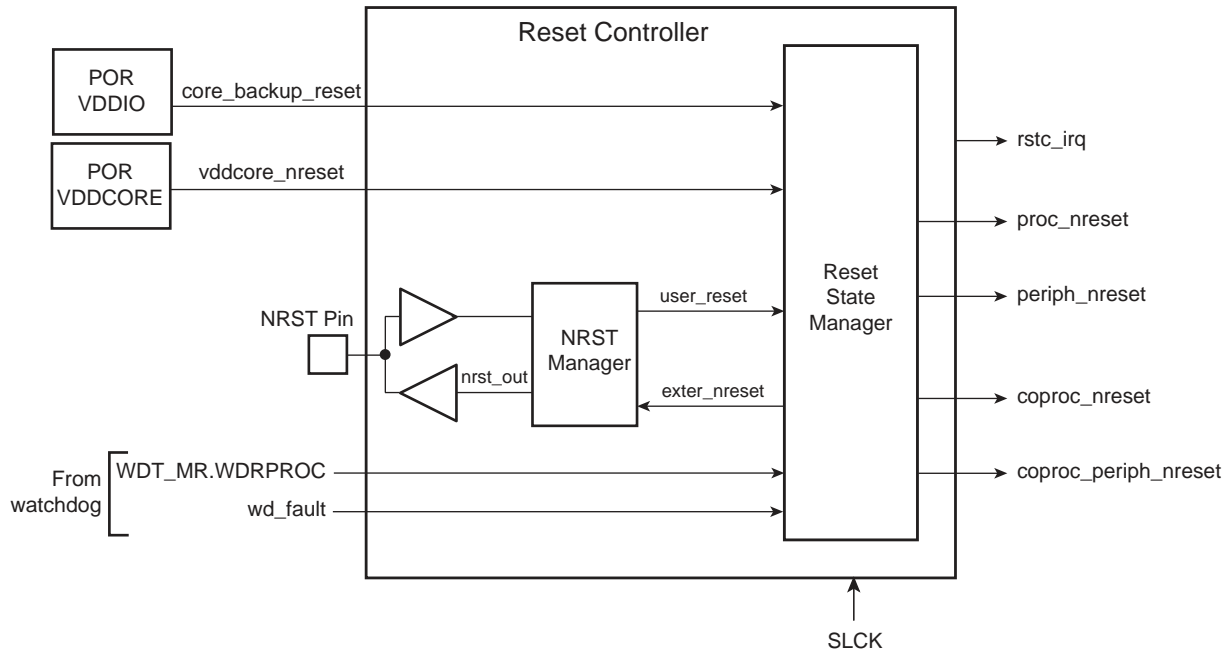 Reset Controller
POR
VDDIO
core_backup_reset
rstc_irq
POR
VDDCORE
vddcore_nreset
proc_nreset
Reset
State
Manager
periph_nreset
NRST Pin
user_reset
NRST
Manager
nrst_out
exter_nreset
coproc_nreset
From
watchdog
WDT_MR.WDRPROC
coproc_periph_nreset
wd_fault
SLCK